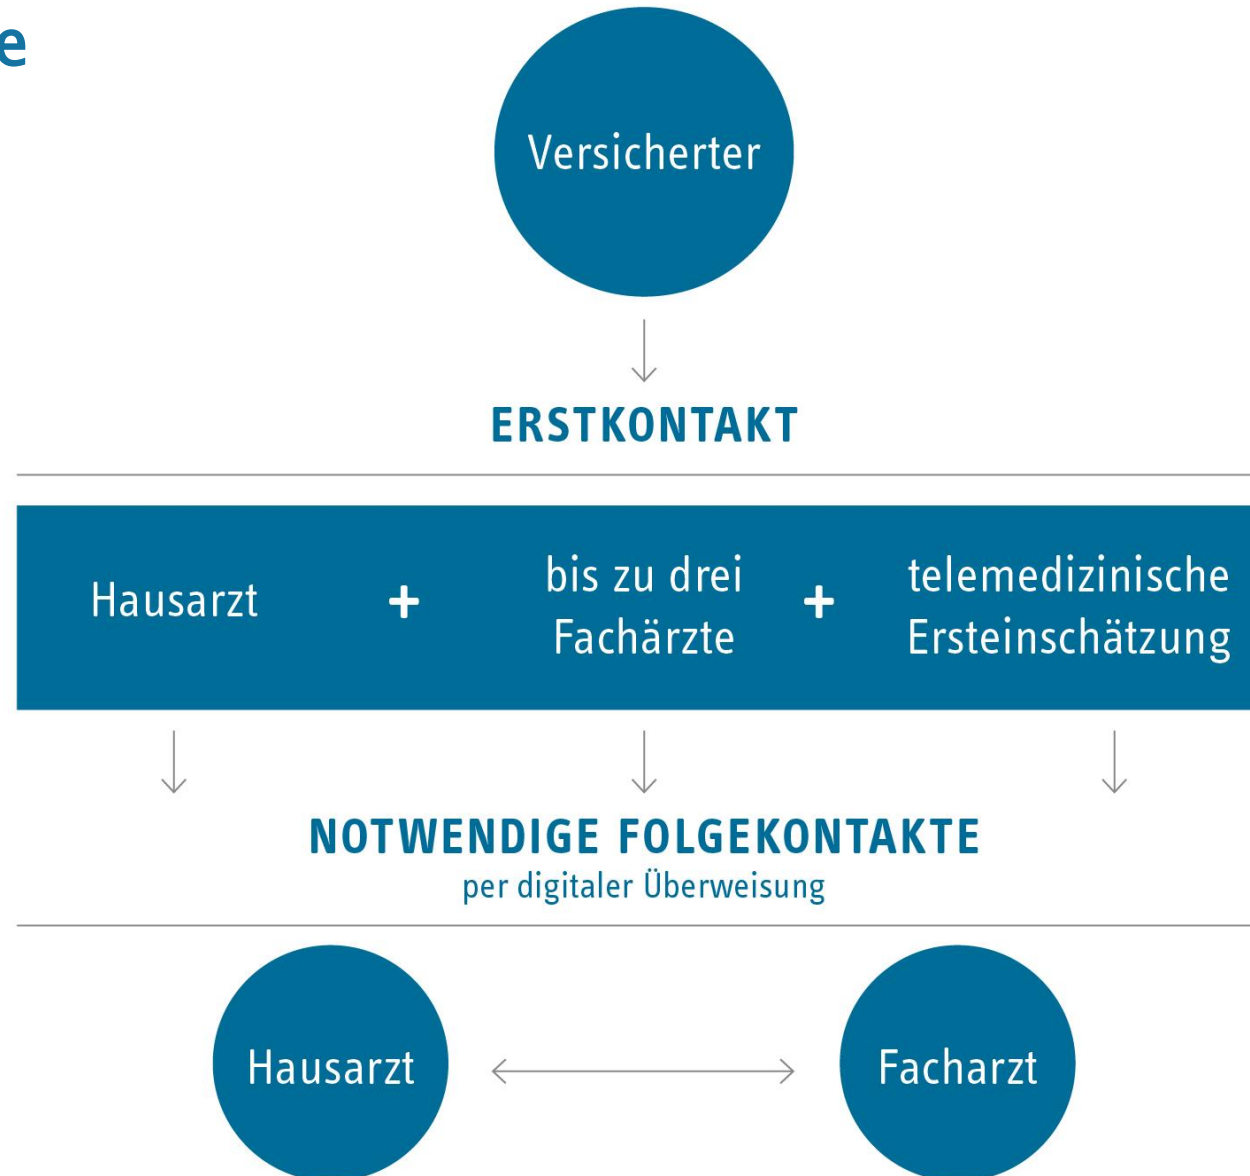 e
Versicherter
ERSTKONTAKT
Hausarzt + bis zu drei Fachärzte + telemedizinische Ersteinschätzung
NOTWENDIGE FOLGEKONTAKTE
per digitaler Überweisung
Hausarzt
Facharzt